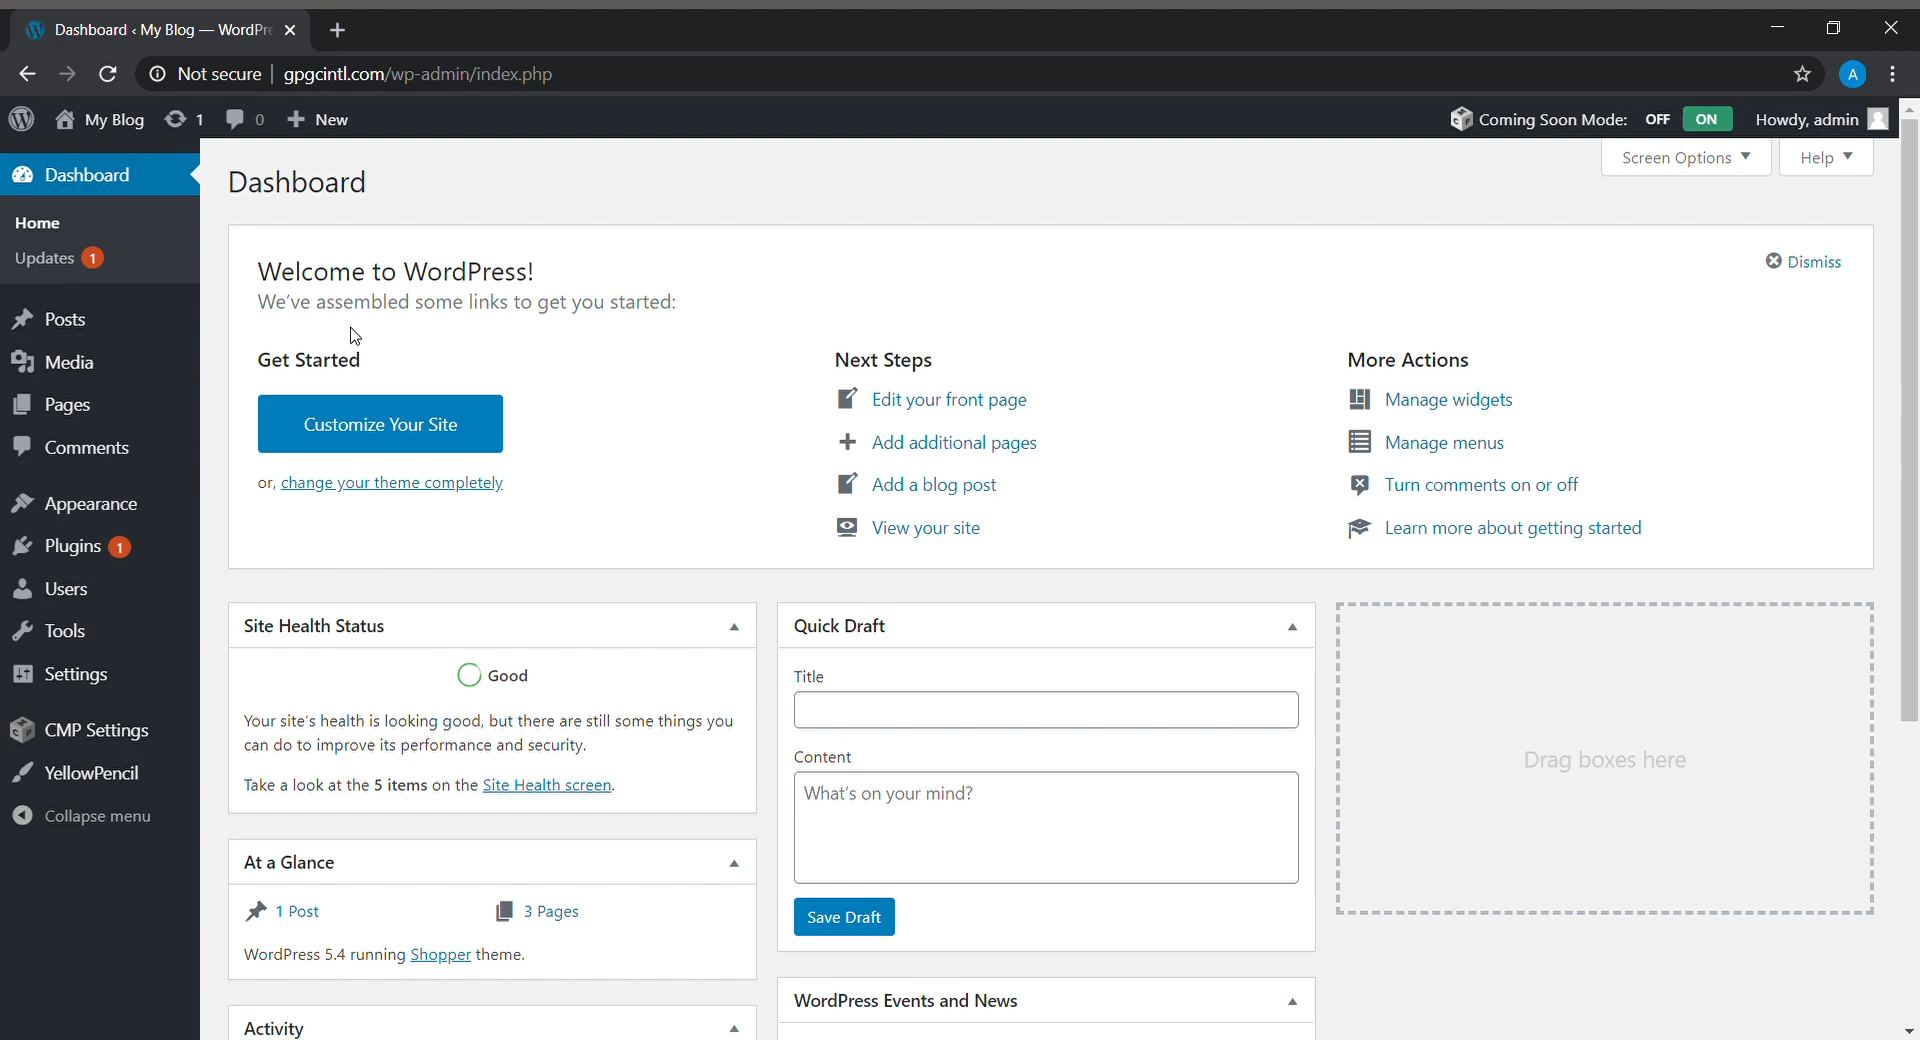 Dashboard ‹ My Blog — WordPre
Not secure | gpgcintl.com/wp-admin/index.php
A
My Blog 1 0 New
Coming Soon Mode: OFF ON Howdy, admin
Dashboard
Home
Updates 1
Posts
Media
Pages
Comments
Appearance
Plugins 1
Users
Tools
Settings
CMP Settings
YellowPencil
Collapse menu
Screen Options
Help
Dashboard
Welcome to WordPress!
Dismiss
We've assembled some links to get you started:
Get Started
Customize Your Site
or, change your theme completely
Next Steps
Edit your front page
Add additional pages
Add a blog post
View your site
More Actions
Manage widgets
Manage menus
Turn comments on or off
Learn more about getting started
Site Health Status
Good
Your site's health is looking good, but there are still some things you
can do to improve its performance and security.
Take a look at the 5 items on the Site Health screen.
At a Glance
1 Post
3 Pages
WordPress 5.4 running Shopper theme.
Activity
Quick Draft
Title
Content
What's on your mind?
Save Draft
WordPress Events and News
Drag boxes here